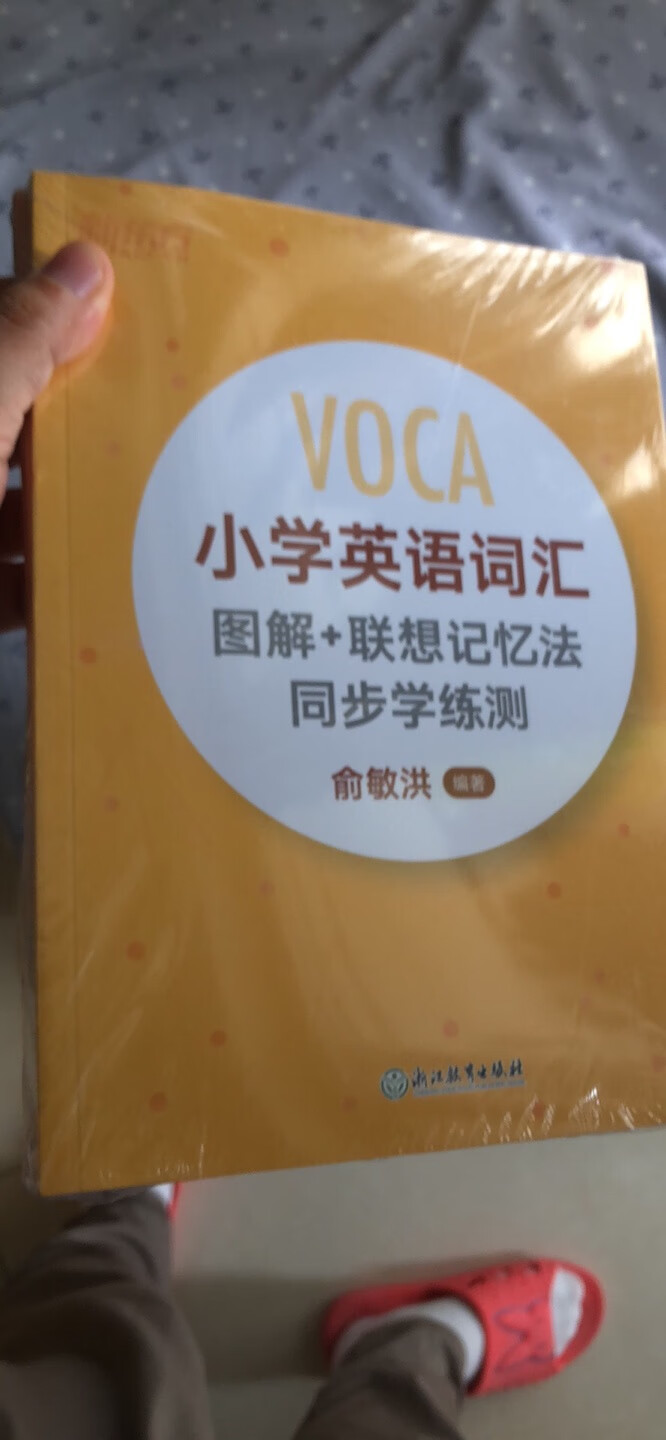 VOCA
小学英语词汇
图解+联想记忆法
同步学练测
俞敏洪 编著
浙江教育出版社